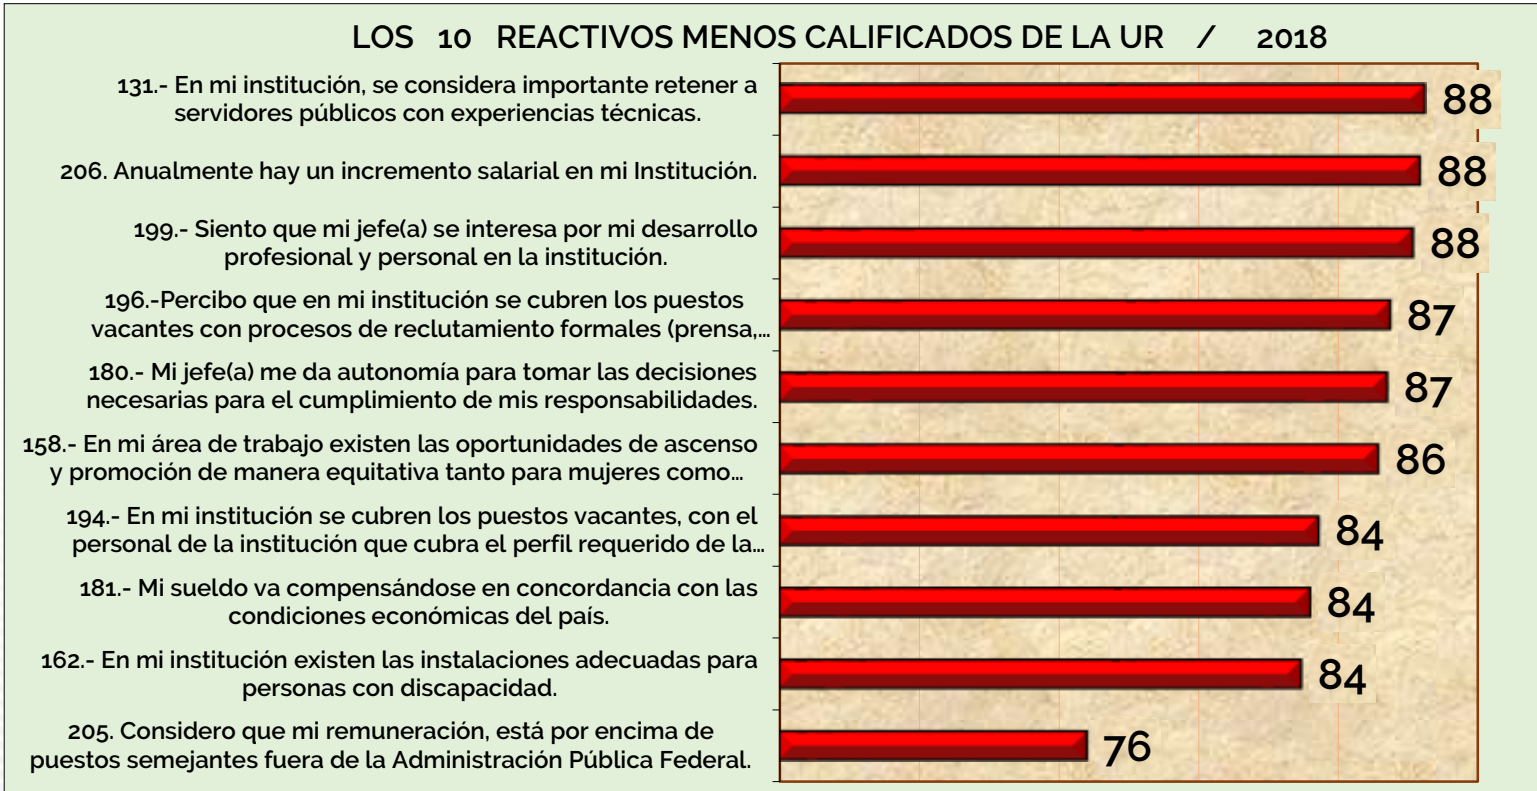 LOS 10 REACTIVOS MENOS CALIFICADOS DE LA UR / 2018
131.- En mi institución, se considera importante retener a
servidores públicos con experiencias técnicas.
88
206. Anualmente hay un incremento salarial en mi Institución.
88
199.- Siento que mi jefe(a) se interesa por mi desarrollo
profesional y personal en la institución.
88
196.-Percibo que en mi institución se cubren los puestos
vacantes con procesos de reclutamiento formales (prensa,...
87
180.- Mi jefe(a) me da autonomía para tomar las decisiones
necesarias para el cumplimiento de mis responsabilidades.
87
158.- En mi área de trabajo existen las oportunidades de ascenso
y promoción de manera equitativa tanto para mujeres como...
86
194.- En mi institución se cubren los puestos vacantes, con el
personal de la institución que cubra el perfil requerido de la...
84
181.- Mi sueldo va compensándose en concordancia con las
condiciones económicas del país.
84
162.- En mi institución existen las instalaciones adecuadas para
personas con discapacidad.
84
205. Considero que mi remuneración, está por encima de
puestos semejantes fuera de la Administración Pública Federal.
76